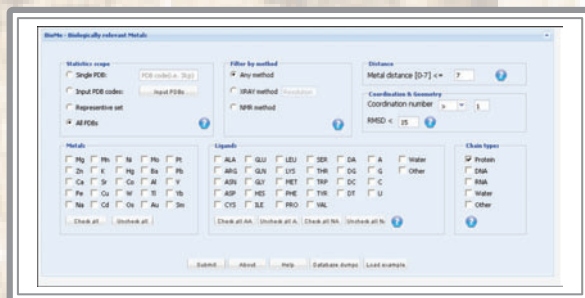 BioMe - Biologically relevant Metals
Statistics scope
Single PDB: PDB code(i.e. 3lcp)
Input PDB codes: Input PDBs
Representative set
All PDBs
Filter by method
Any method
XRAY method Resolution
NMR method
Distance
Metal distance [0-7] <= 7
Coordination & Geometry
Coordination number > 1
RMSD < 15
Metals
Mg Mn Ni Mo Pt
Zn K Hg Ba Pb
Ca Sr Co Al V
Fe Cu W Tl Yb
Na Cd Os Au Sm
Check all Uncheck all
Ligands
ALA GLU LEU SER DA A Water
ARG GLN LYS THR DG G Other
ASN GLY MET TRP DC C
ASP HIS PHE TYR DT U
CYS ILE PRO VAL
Check all AA Uncheck all A Check all NA Uncheck all N
Chain types
Protein
DNA
RNA
Water
Other
Submit About Help Database dumps Load example